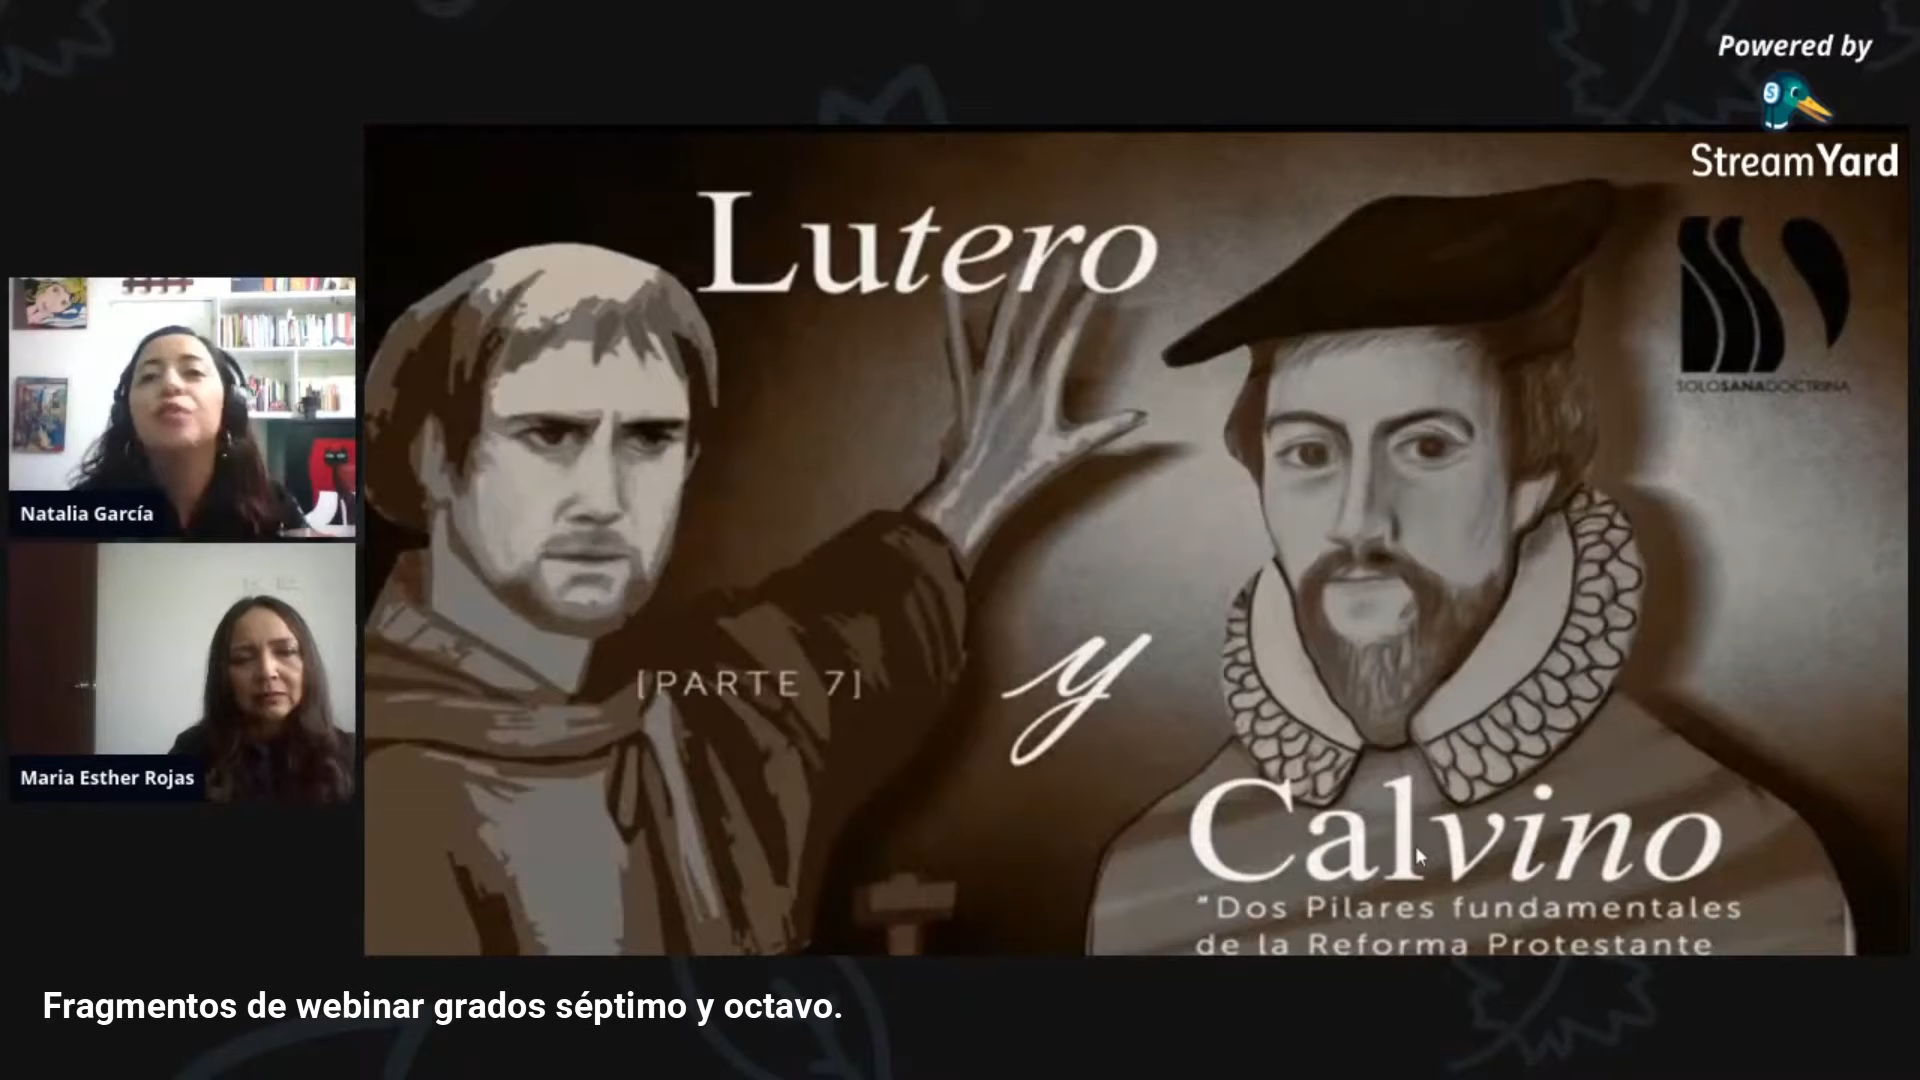 Powered by
StreamYard
Lutero
SOLOSANADOCTRINA
[PARTE 7]
y
Calvino
"Dos Pilares fundamentales
de la Reforma Protestante
Natalia García
Maria Esther Rojas
Fragmentos de webinar grados séptimo y octavo.